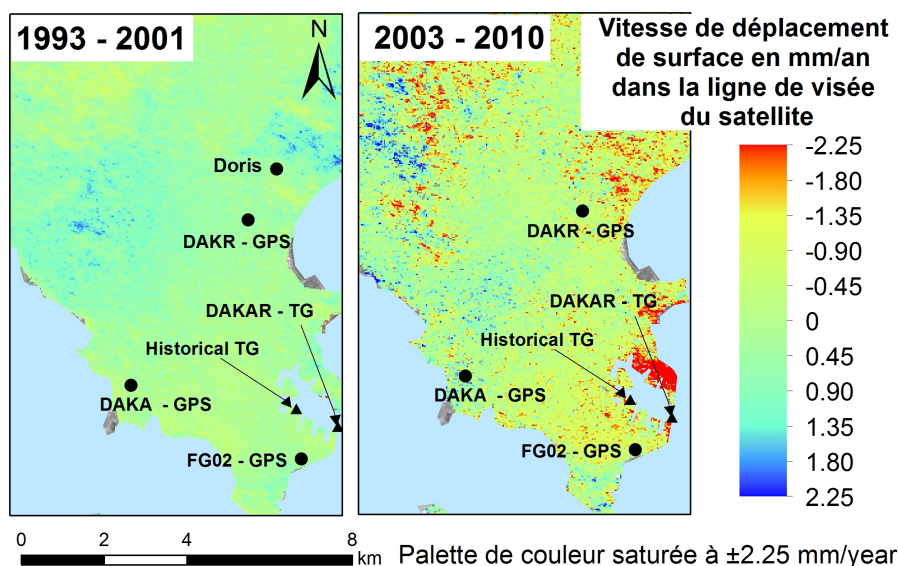 1993 - 2001
N
Doris
DAKR - GPS
DAKAR - TG
Historical TG
DAKA - GPS
FG02 - GPS
2003 - 2010
DAKR - GPS
DAKAR - TG
Historical TG
DAKA - GPS
FG02 - GPS
Vitesse de déplacement
de surface en mm/an
dans la ligne de visée
du satellite
-2.25
-1.80
-1.35
-0.90
-0.45
0
0.45
0.90
1.35
1.80
2.25
0 2 4 8
km
Palette de couleur saturée à ±2.25 mm/year